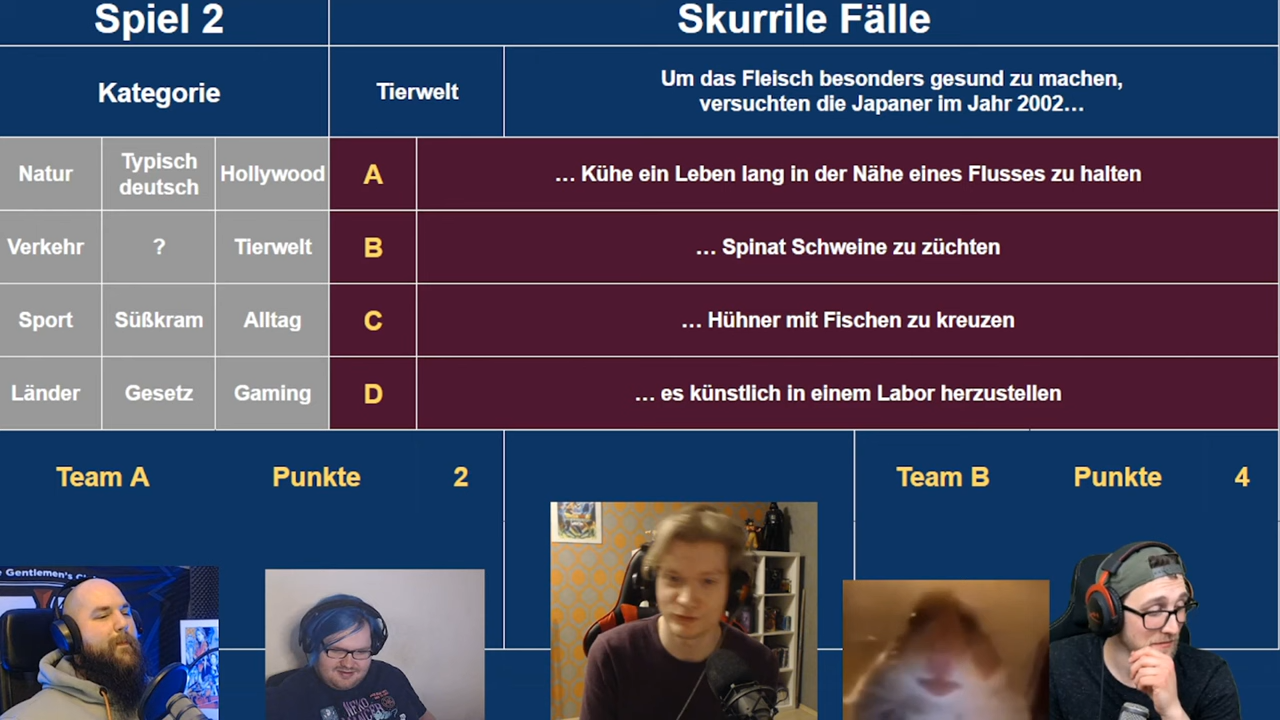 Spiel 2
Skurrile Fälle
Kategorie
Tierwelt
Um das Fleisch besonders gesund zu machen,
versuchten die Japaner im Jahr 2002…
Natur
Typisch
deutsch
Hollywood
A
… Kühe ein Leben lang in der Nähe eines Flusses zu halten
Verkehr
?
Tierwelt
B
… Spinat Schweine zu züchten
Sport
Süßkram
Alltag
C
… Hühner mit Fischen zu kreuzen
Länder
Gesetz
Gaming
D
… es künstlich in einem Labor herzustellen
Team A
Punkte
2
Team B
Punkte
4
Gentlemen's